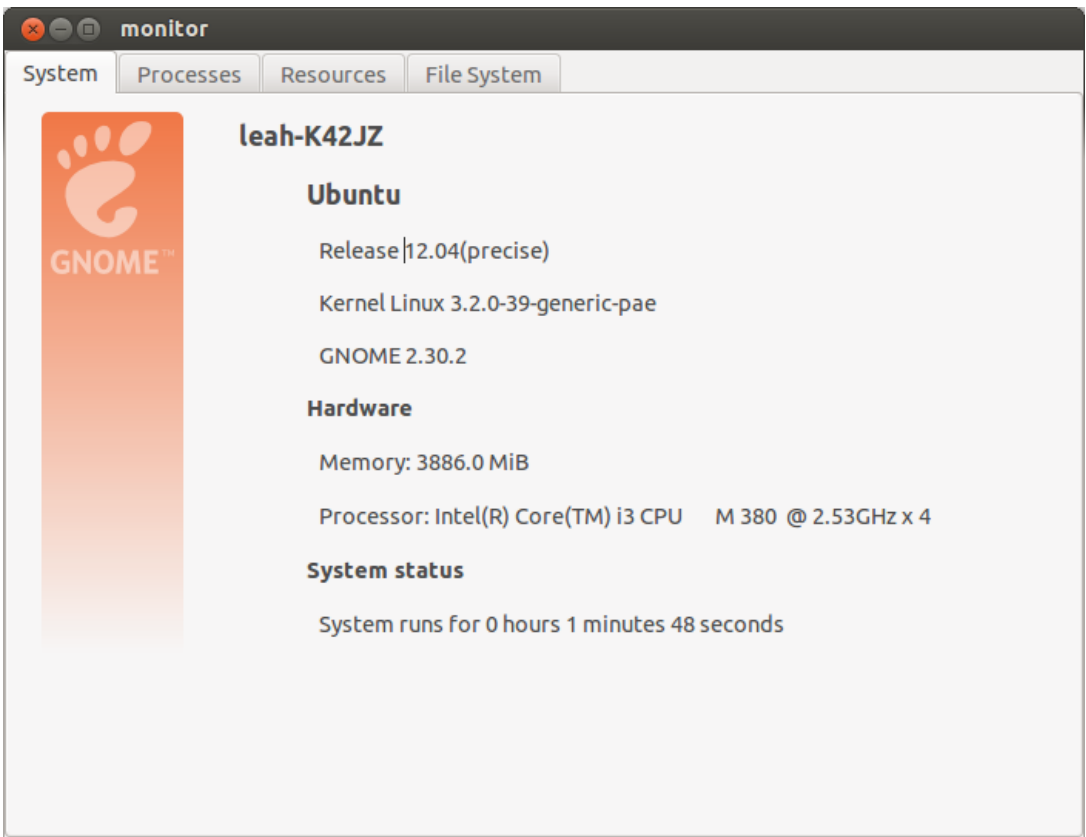 monitor
System Processes Resources File System
GNOME™
leah-K42JZ
Ubuntu
Release 12.04(precise)
Kernel Linux 3.2.0-39-generic-pae
GNOME 2.30.2
Hardware
Memory: 3886.0 MiB
Processor: Intel(R) Core(TM) i3 CPU M 380 @ 2.53GHz x 4
System status
System runs for 0 hours 1 minutes 48 seconds